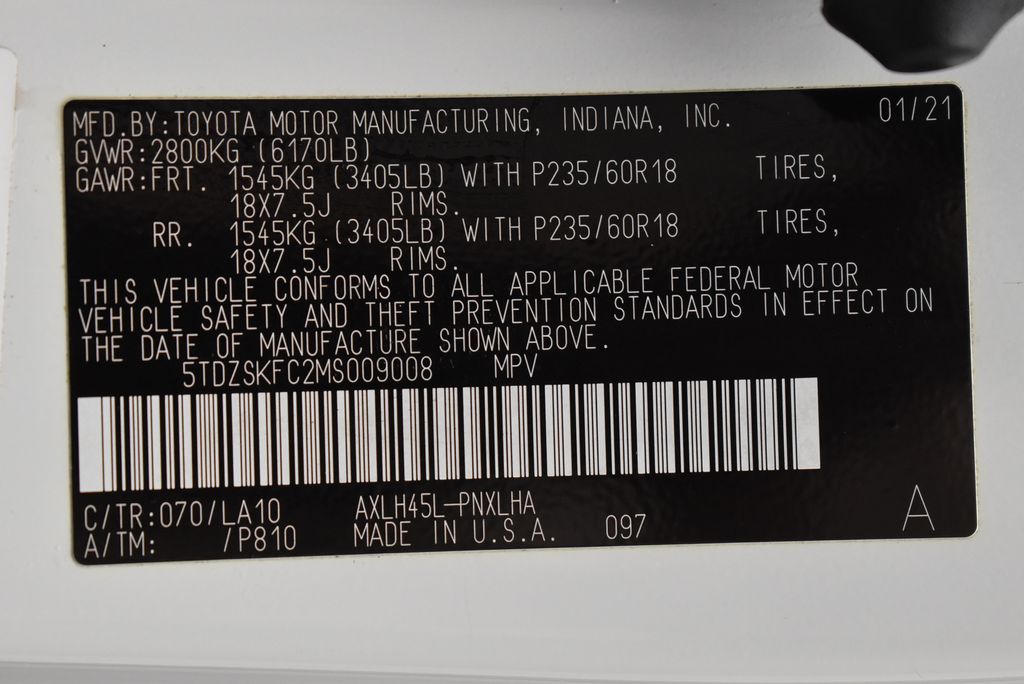 MFD.BY:TOYOTA MOTOR MANUFACTURING, INDIANA, INC. 01/21
GVWR:2800KG (6170LB)
GAWR:FRT. 1545KG (3405LB) WITH P235/60R18 TIRES,
18X7.5J RIMS.
RR. 1545KG (3405LB) WITH P235/60R18 TIRES,
18X7.5J RIMS.
THIS VEHICLE CONFORMS TO ALL APPLICABLE FEDERAL MOTOR
VEHICLE SAFETY AND THEFT PREVENTION STANDARDS IN EFFECT ON
THE DATE OF MANUFACTURE SHOWN ABOVE.
5TDZSKFC2MS009008 MPV
C/TR:070/LA10 AXLH45L-PNXLHA
A/TM: /P810 MADE IN U.S.A. 097 A